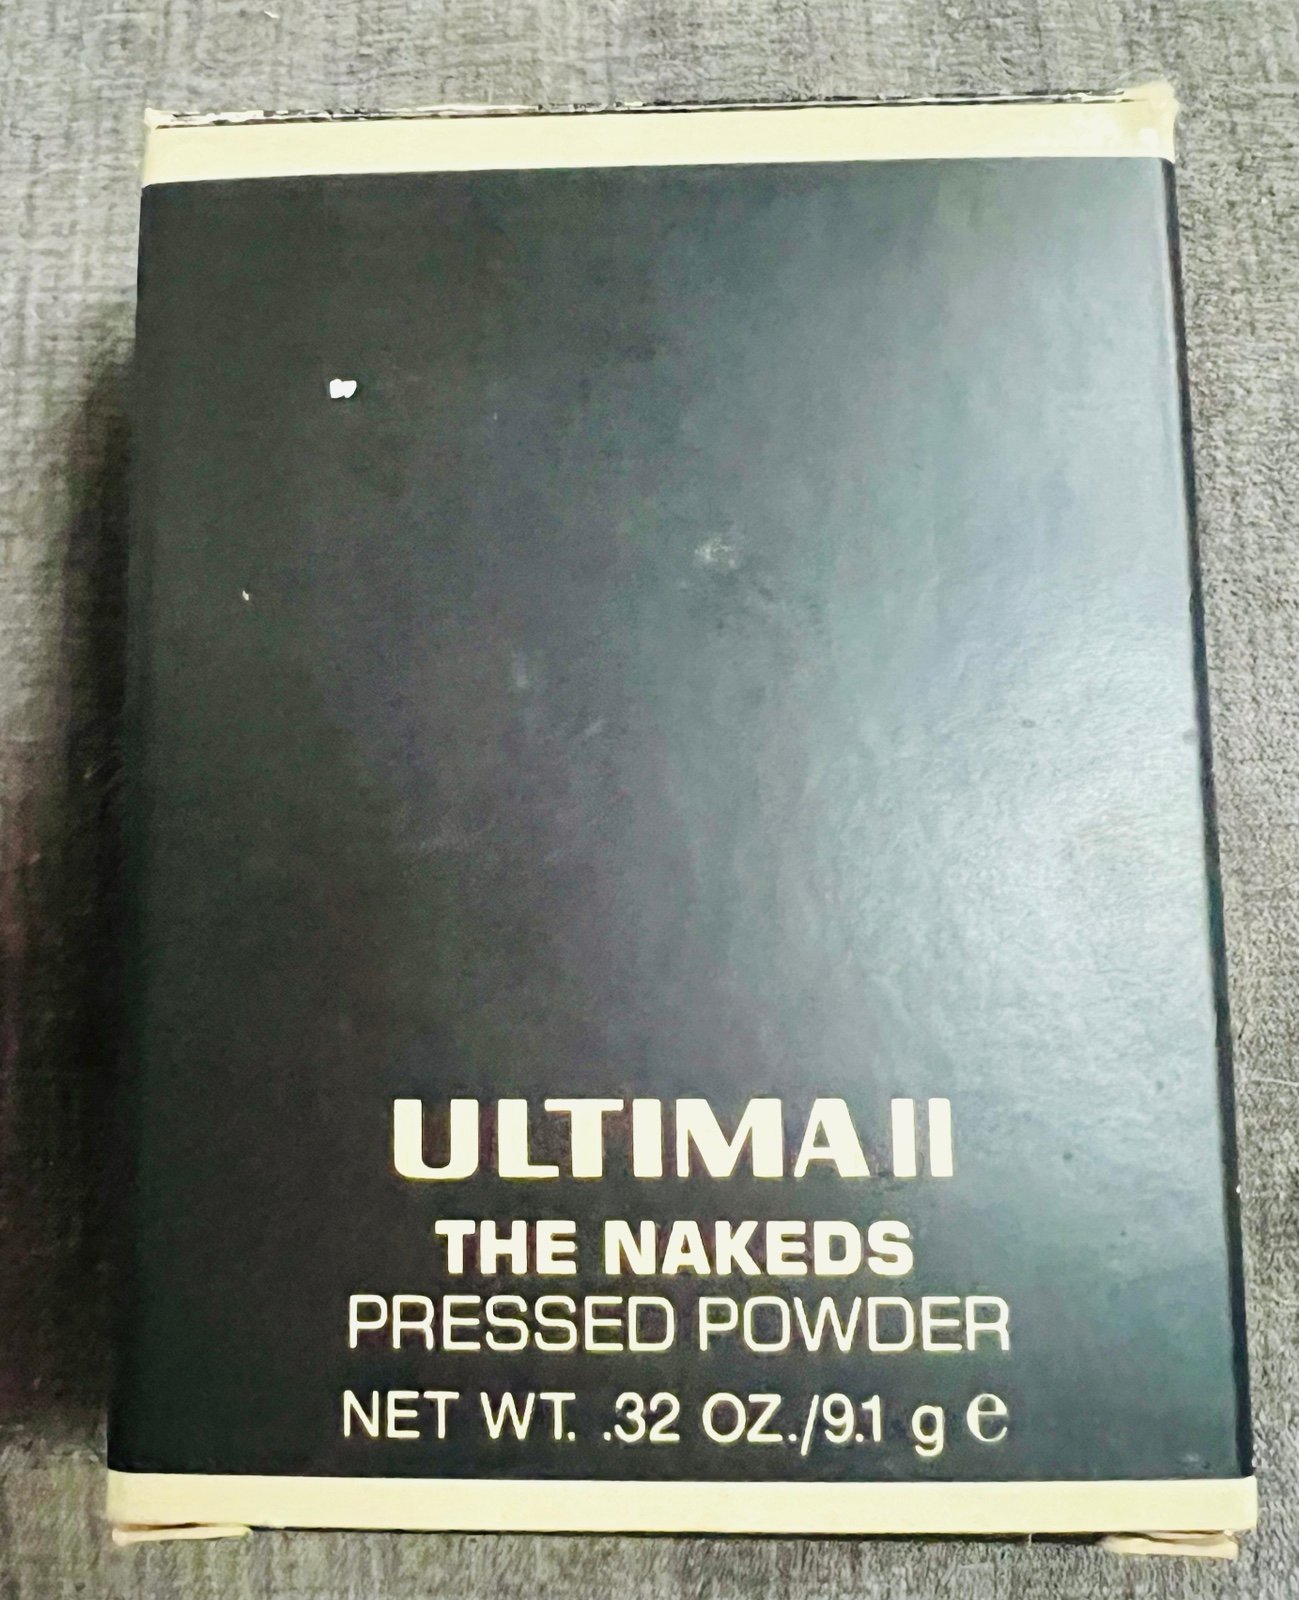 ULTIMA II
THE NAKEDS
PRESSED POWDER
NET WT. .32 OZ./9.1 g e